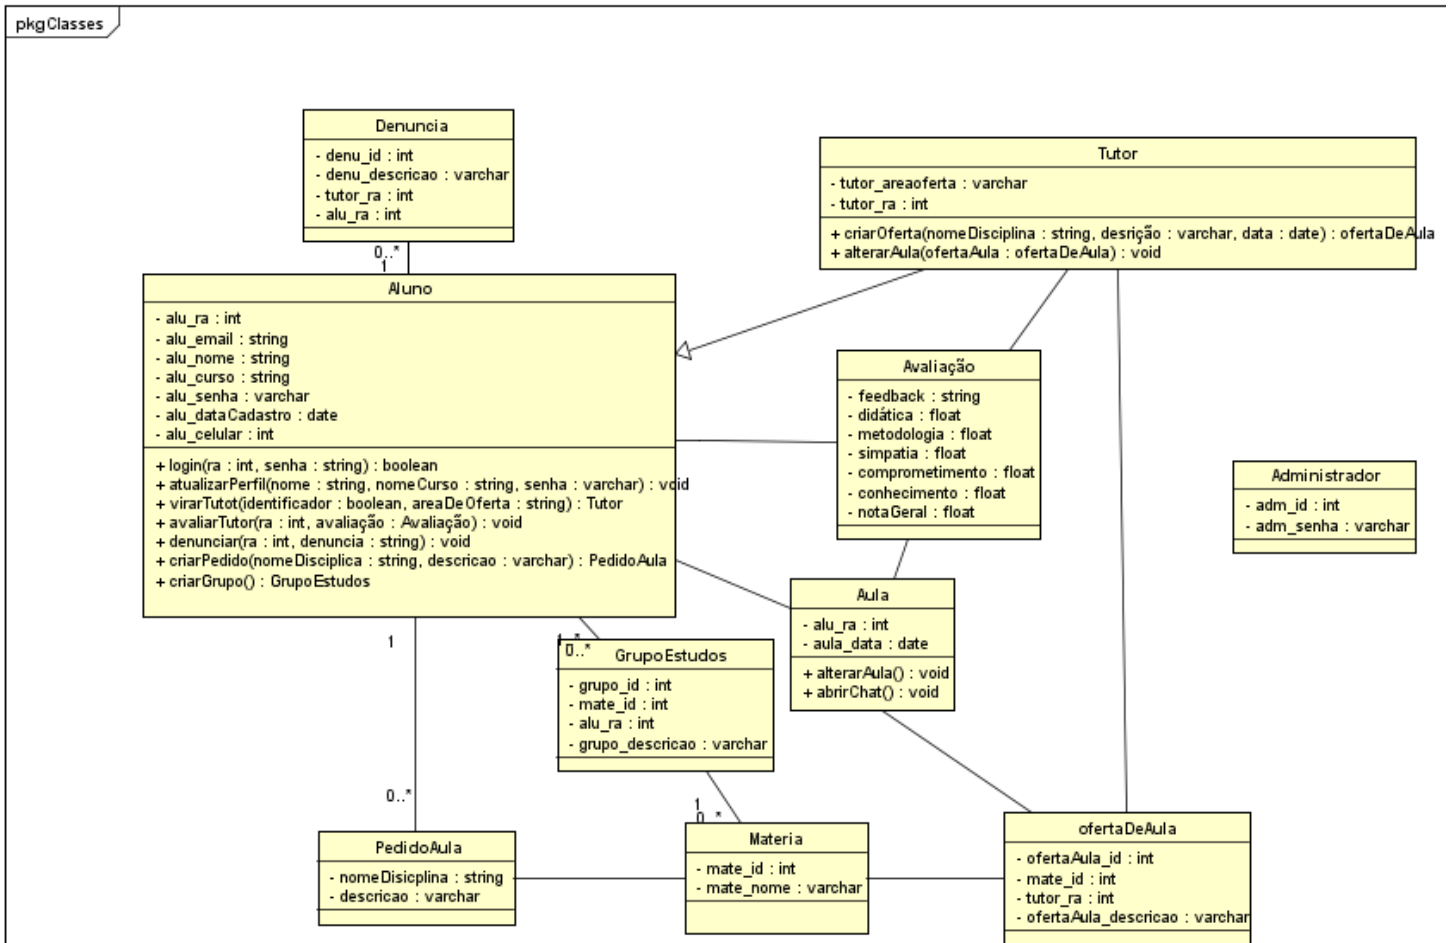 pkgClasses
Denuncia
- denu_id : int
- denu_descricao : varchar
- tutor_ra : int
- alu_ra : int
0..*
1
Aluno
- alu_ra : int
- alu_email : string
- alu_nome : string
- alu_curso : string
- alu_senha : varchar
- alu_dataCadastro : date
- alu_celular : int
+ login(ra : int, senha : string) : boolean
+ atualizarPerfil(nome : string, nomeCurso : string, senha : varchar) : void
+ virarTutot(identificador : boolean, areaDeOferta : string) : Tutor
+ avaliarTutor(ra : int, avaliação : Avaliação) : void
+ denunciar(ra : int, denuncia : string) : void
+ criarPedido(nomeDisciplica : string, descricao : varchar) : PedidoAula
+ criarGrupo() : GrupoEstudos
Tutor
- tutor_areaoferta : varchar
- tutor_ra : int
+ criarOferta(nomeDisciplina : string, desrição : varchar, data : date) : ofertaDeAula
+ alterarAula(ofertaAula : ofertaDeAula) : void
Avaliação
- feedback : string
- didática : float
- metodologia : float
- simpatia : float
- comprometimento : float
- conhecimento : float
- notaGeral : float
Administrador
- adm_id : int
- adm_senha : varchar
Aula
- alu_ra : int
- aula_data : date
+ alterarAula() : void
+ abrirChat() : void
1
0..*
1..*
0..*
GrupoEstudos
- grupo_id : int
- mate_id : int
- alu_ra : int
- grupo_descricao : varchar
1
0..*
PedidoAula
- nomeDisicplina : string
- descricao : varchar
Materia
- mate_id : int
- mate_nome : varchar
ofertaDeAula
- ofertaAula_id : int
- mate_id : int
- tutor_ra : int
- ofertaAula_descricao : varchar